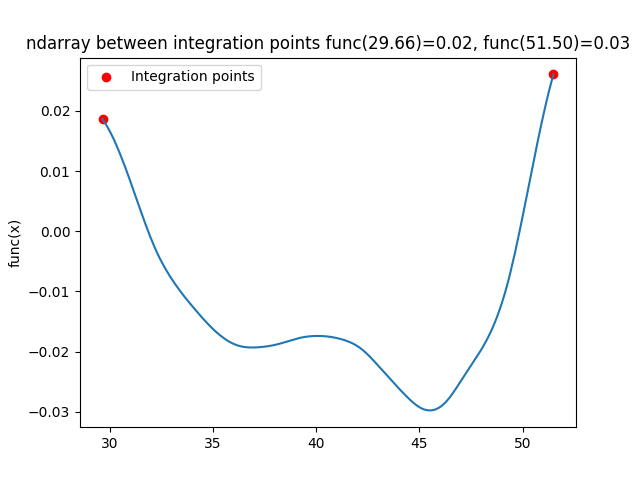 ndarray between integration points func(29.66)=0.02, func(51.50)=0.03
Integration points
func(x)
0.02
0.01
0.00
−0.01
−0.02
−0.03
30 35 40 45 50